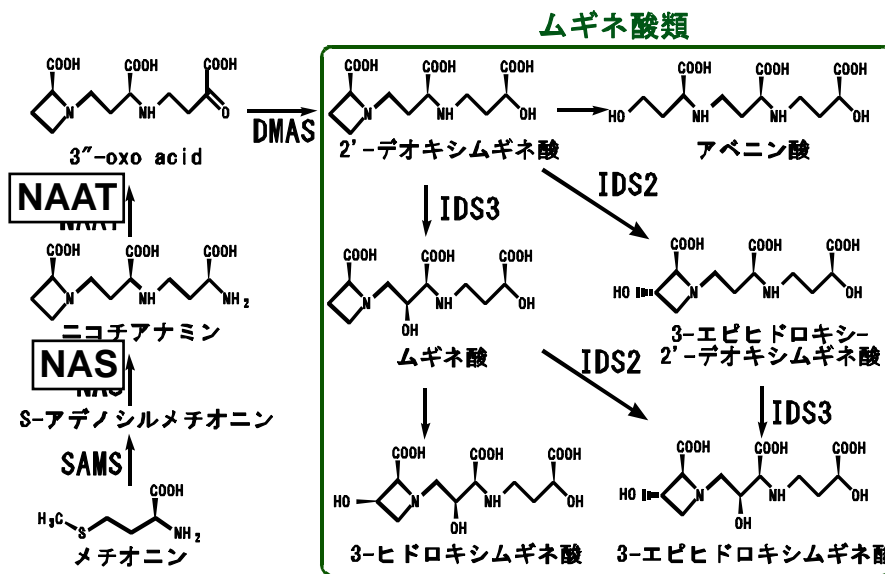 ムギネ酸類
COOH COOH COOH
N NH O
3″-oxo acid
DMAS
COOH COOH COOH
N NH OH
2'-デオキシムギネ酸
COOH COOH COOH
HO NH NH OH
アベニン酸
NAAT
NAAT
IDS3
IDS2
COOH COOH COOH
N NH NH₂
ニコチアナミン
COOH COOH COOH
N NH OH
OH
ムギネ酸
COOH COOH COOH
HO N NH OH
3-エピヒドロキシ-
2'-デオキシムギネ酸
NAS
NAS
S-アデノシルメチオニン
IDS2
IDS3
SAMS
COOH
H₃C S NH₂
メチオニン
COOH COOH COOH
HO N NH OH
OH
3-ヒドロキシムギネ酸
COOH COOH COOH
HO N NH OH
OH
3-エピヒドロキシムギネ酸